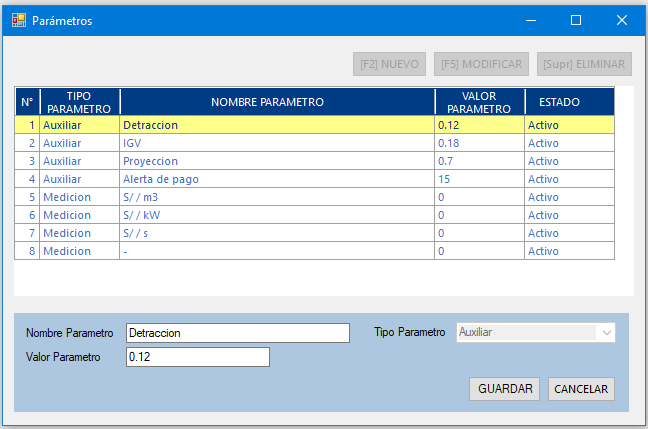 Parámetros
[F2] NUEVO [F5] MODIFICAR [Supr] ELIMINAR
N° TIPO PARAMETRO NOMBRE PARAMETRO VALOR PARAMETRO ESTADO
1 Auxiliar Detraccion 0.12 Activo
2 Auxiliar IGV 0.18 Activo
3 Auxiliar Proyeccion 0.7 Activo
4 Auxiliar Alerta de pago 15 Activo
5 Medicion S/ / m3 0 Activo
6 Medicion S/ / kW 0 Activo
7 Medicion S/ / s 0 Activo
8 Medicion - 0 Activo
Nombre Parametro Detraccion Tipo Parametro Auxiliar
Valor Parametro 0.12
GUARDAR CANCELAR